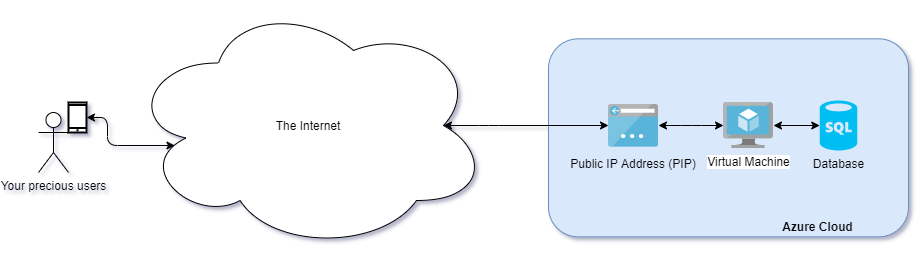 The Internet
SQL
Public IP Address (PIP)
Virtual Machine
Database
Your precious users
Azure Cloud